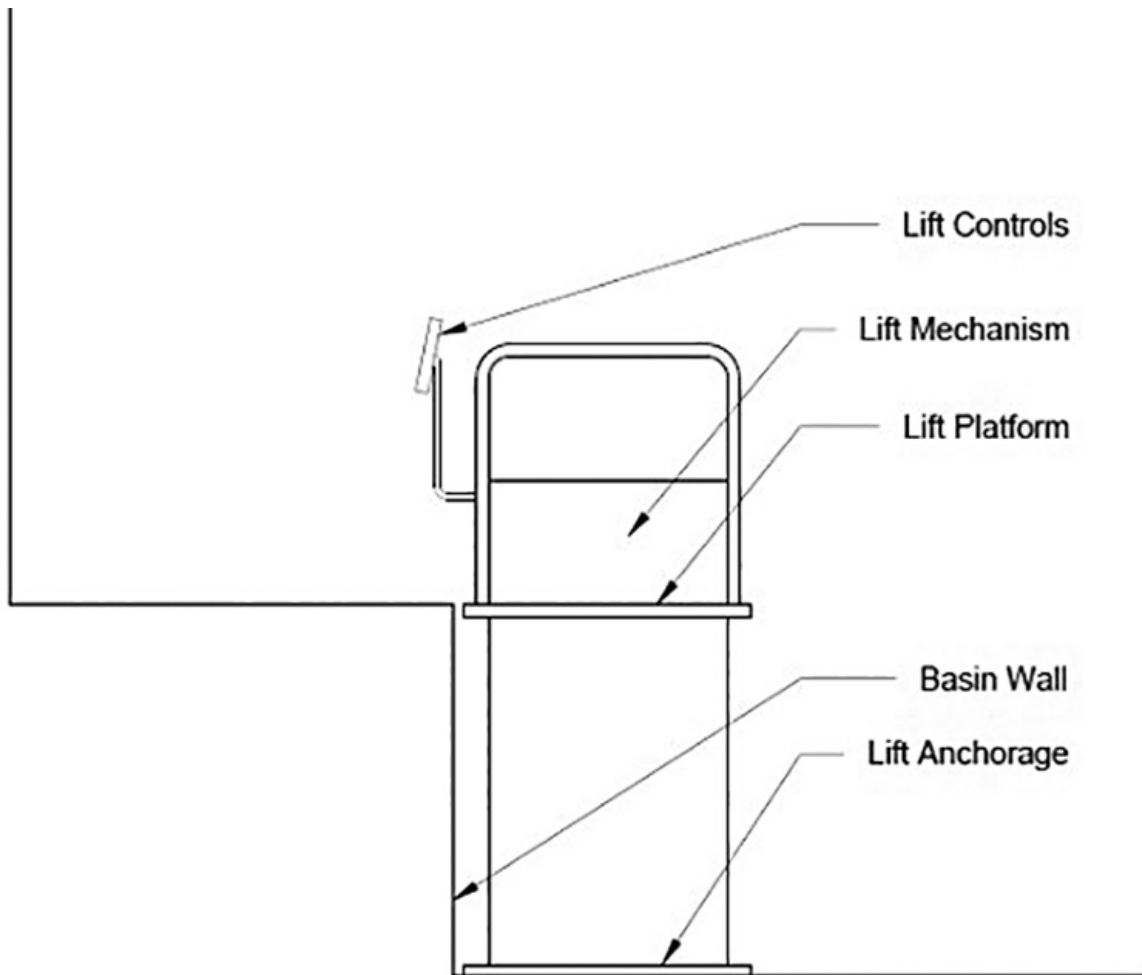 Lift Controls
Lift Mechanism
Lift Platform
Basin Wall
Lift Anchorage